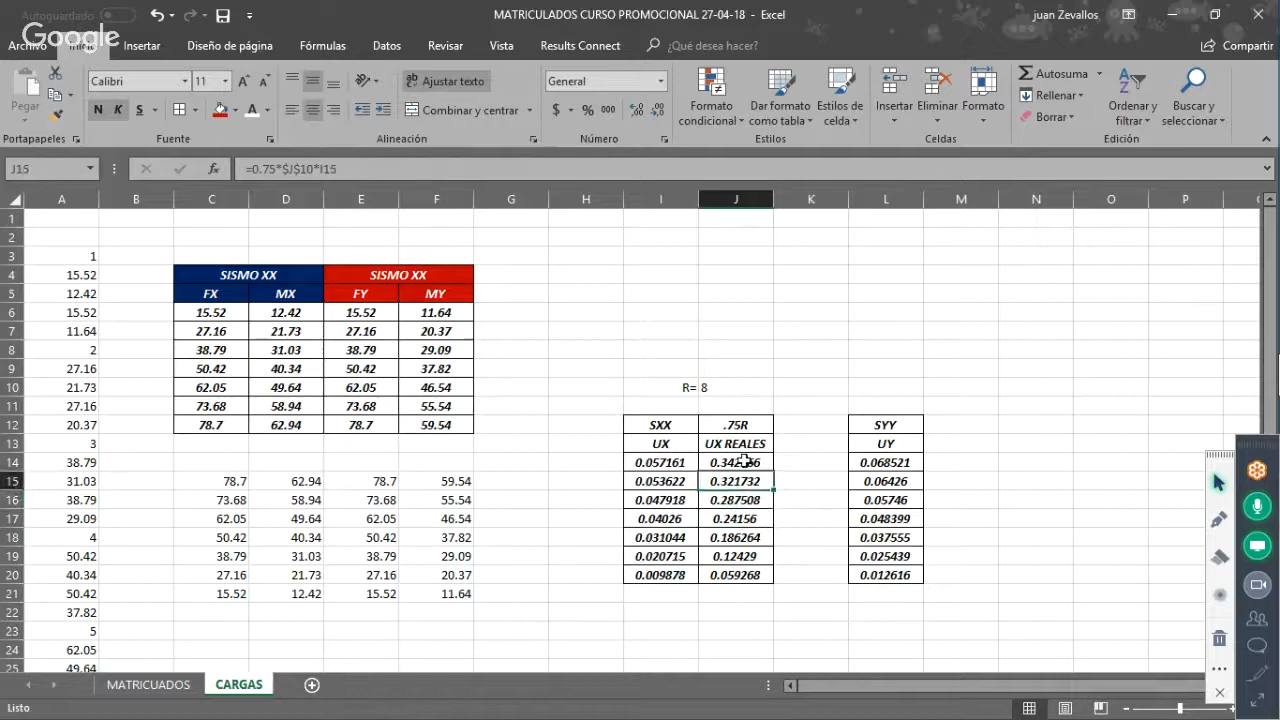 Autoguardado
MATRICULADOS CURSO PROMOCIONAL 27-04-18 - Excel
juan Zevallos
Google
Archivo Inicio Insertar Diseño de página Fórmulas Datos Revisar Vista Results Connect ¿Qué desea hacer? Compartir
Pegar
Calibri 11
N K S
Ajustar texto
Combinar y centrar
General
$ % 000
Formato condicional
Dar formato como tabla
Estilos de celda
Insertar Eliminar Formato
Autosuma
Rellenar
Borrar
Ordenar y filtrar
Buscar y seleccionar
Portapapeles Fuente Alineación Número Estilos Celdas Edición
J15 fx =0.75*$J$10*I15
A B C D E F G H I J K L M N O P
1
2
3 1
4 15.52 SISMO XX SISMO XX
5 12.42 FX MX FY MY
6 15.52 15.52 12.42 15.52 11.64
7 11.64 27.16 21.73 27.16 20.37
8 2 38.79 31.03 38.79 29.09
9 27.16 50.42 40.34 50.42 37.82
10 21.73 62.05 49.64 62.05 46.54 R= 8
11 27.16 73.68 58.94 73.68 55.54
12 20.37 78.7 62.94 78.7 59.54 SXX .75R SYY
13 3 UX UX REALES UY
14 38.79 0.057161 0.068521
15 31.03 78.7 62.94 78.7 59.54 0.053622 0.321732 0.06426
16 38.79 73.68 58.94 73.68 55.54 0.047918 0.287508 0.05746
17 29.09 62.05 49.64 62.05 46.54 0.04026 0.24156 0.048399
18 4 50.42 40.34 50.42 37.82 0.031044 0.186264 0.037555
19 50.42 38.79 31.03 38.79 29.09 0.020715 0.12429 0.025439
20 40.34 27.16 21.73 27.16 20.37 0.009878 0.059268 0.012616
21 50.42 15.52 12.42 15.52 11.64
22 37.82
23 5
24 62.05
25 49.64
MATRICUADOS CARGAS
Listo